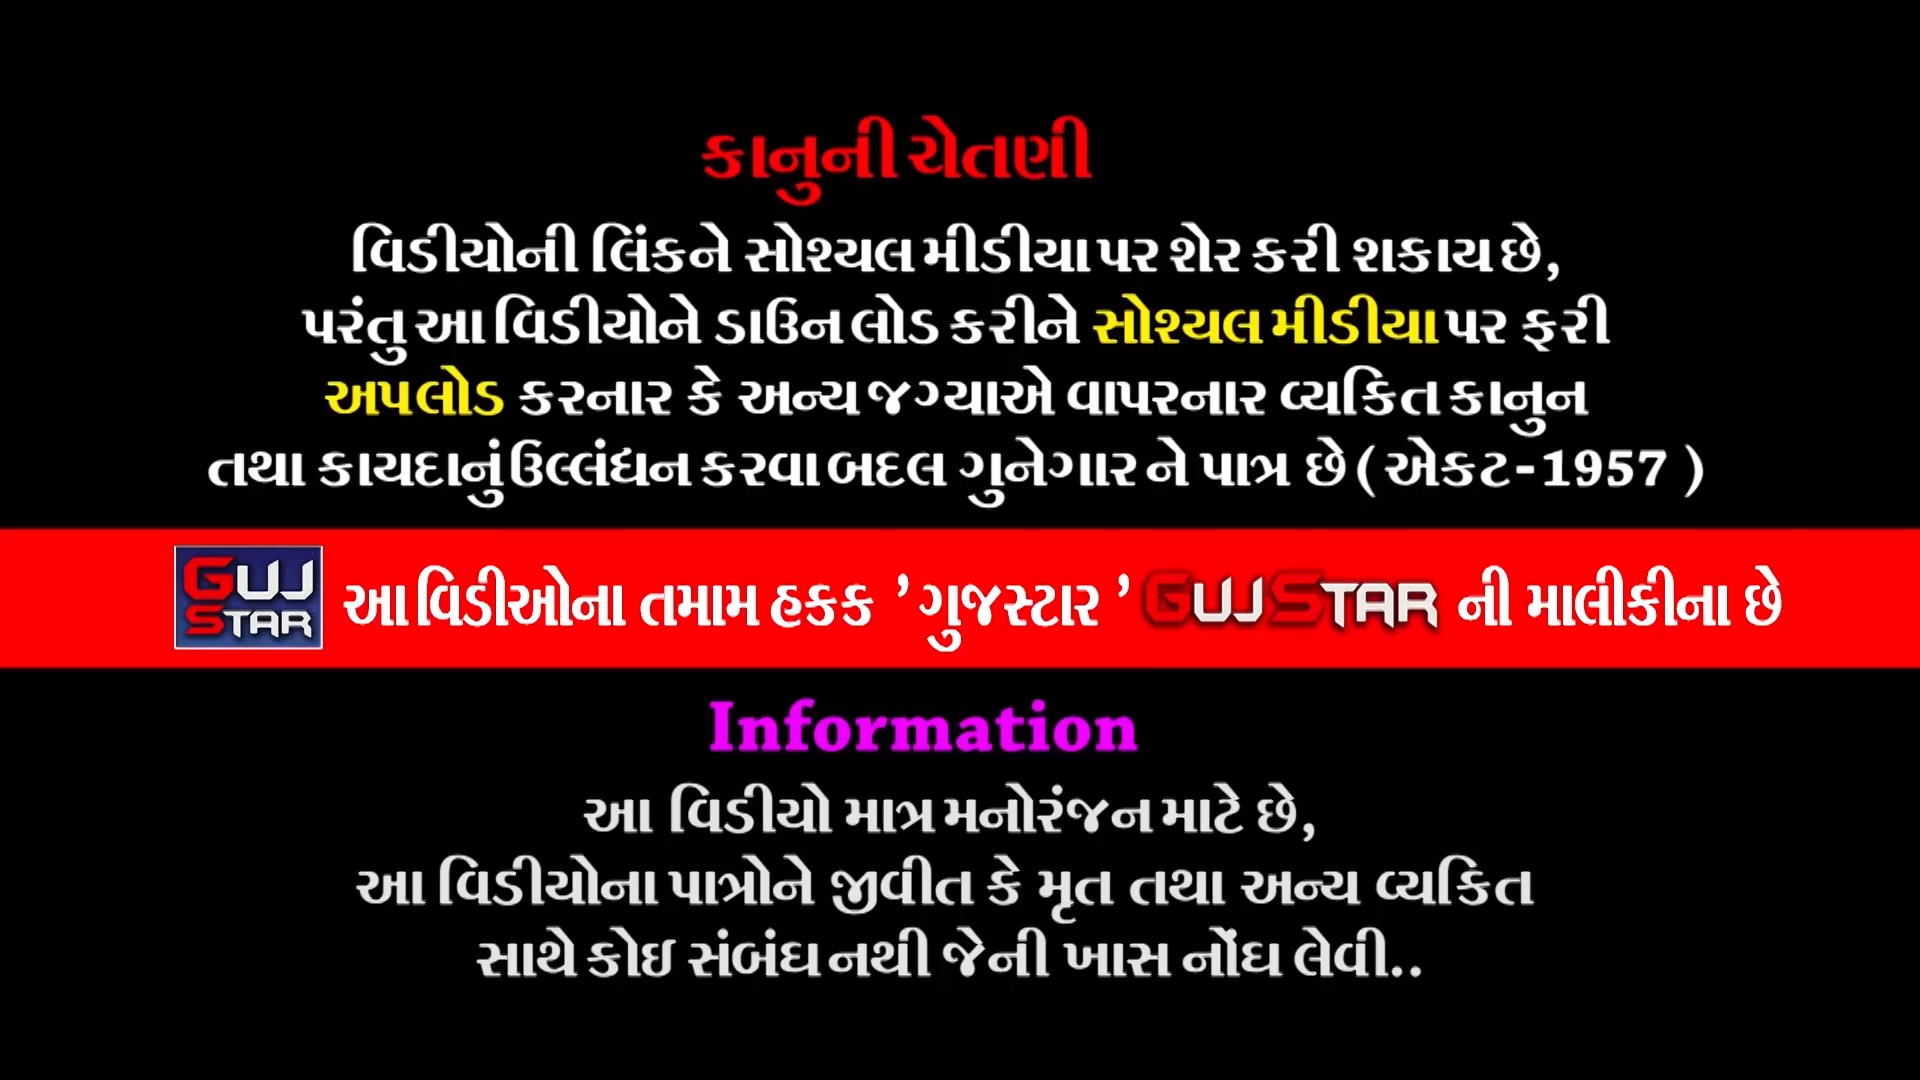 કાનુની ચેતણી
વિડીયોની લિંકને સોશ્યલ મીડીયા પર શેર કરી શકાય છે,
પરંતુ આ વિડીયોને ડાઉન લોડ કરીને સોશ્યલ મીડીયા પર ફરી
અપલોડ કરનાર કે અન્ય જગ્યાએ વાપરનાર વ્યકિત કાનુન
તથા કાયદાનું ઉલ્લંઘન કરવા બદલ ગુનેગાર ને પાત્ર છે ( એકટ-1957 )
GUJ STAR આ વિડીઓના તમામ હકક ’ ગુજસ્ટાર ’ GUJ STAR ની માલીકીના છે
Information
આ વિડીયો માત્ર મનોરંજન માટે છે,
આ વિડીયોના પાત્રોને જીવીત કે મૃત તથા અન્ય વ્યકિત
સાથે કોઇ સંબંધ નથી જેની ખાસ નોંધ લેવી..